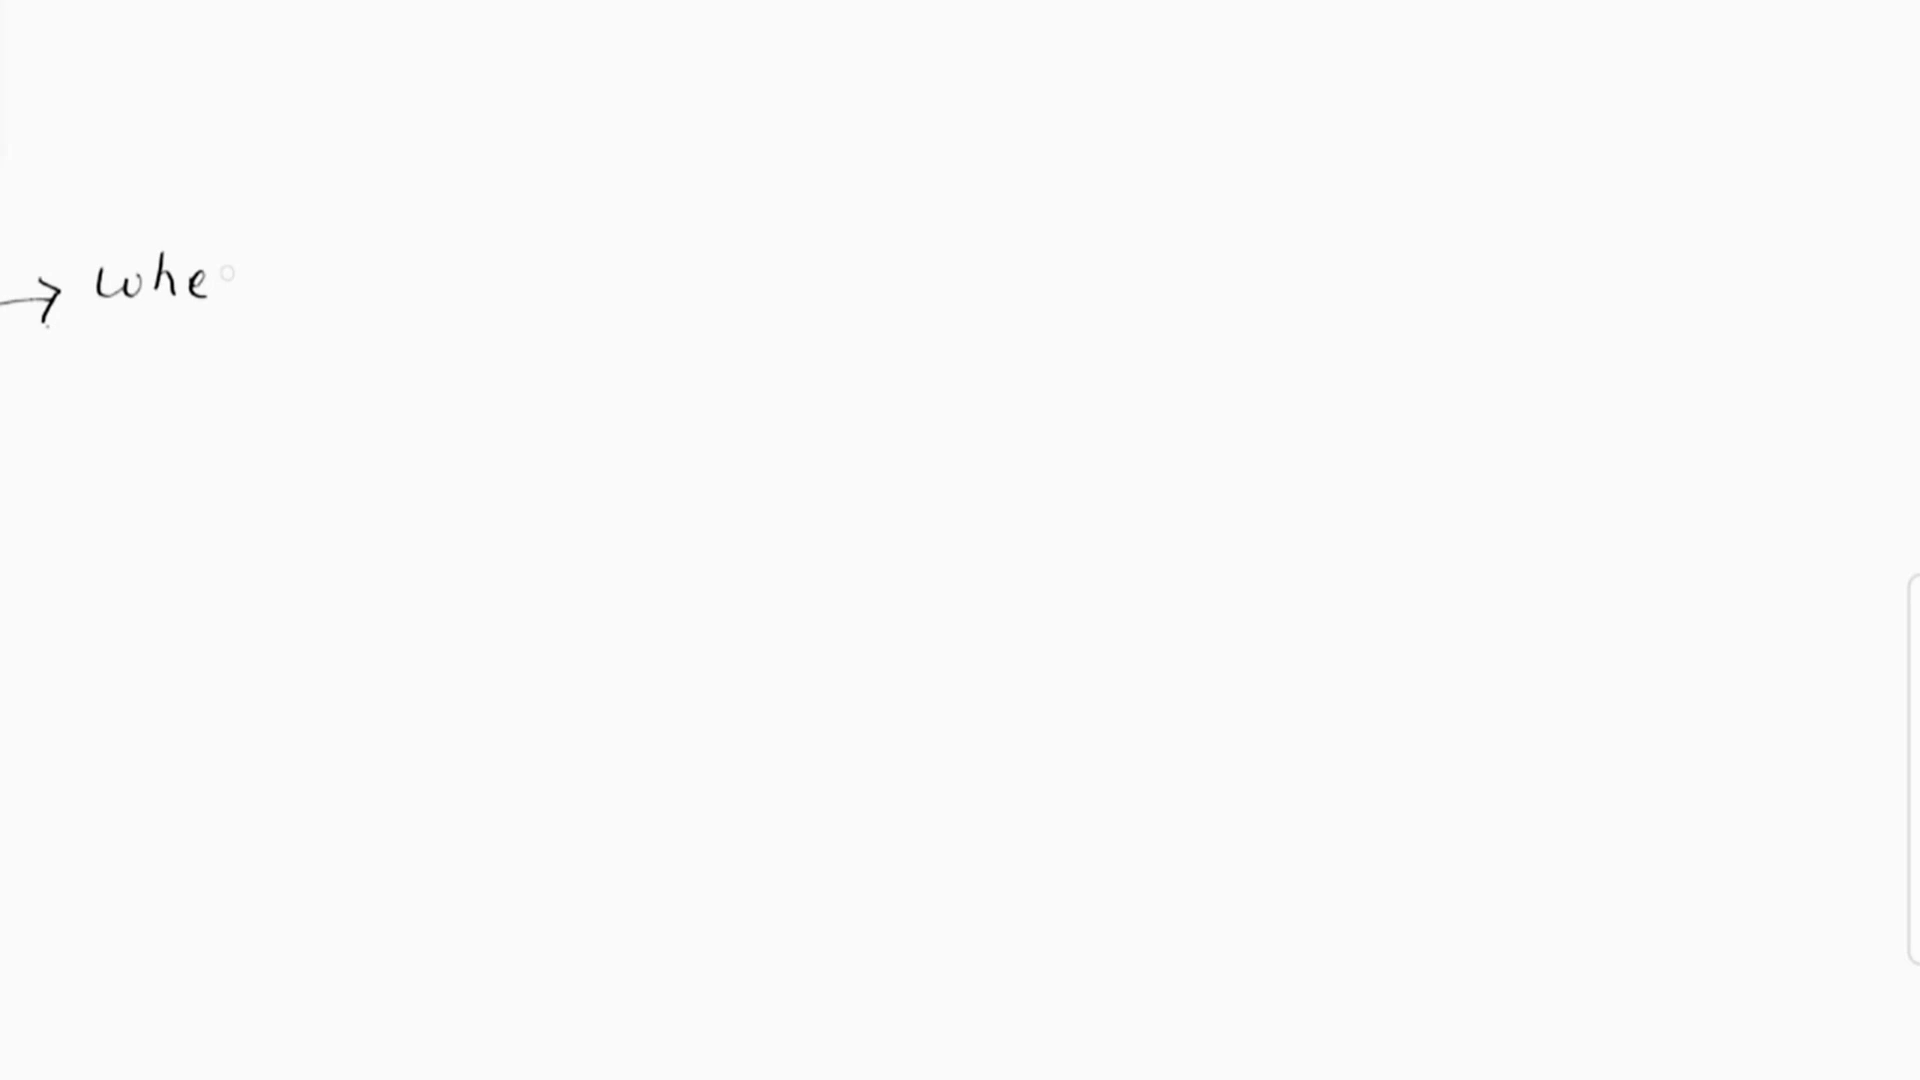 → whe